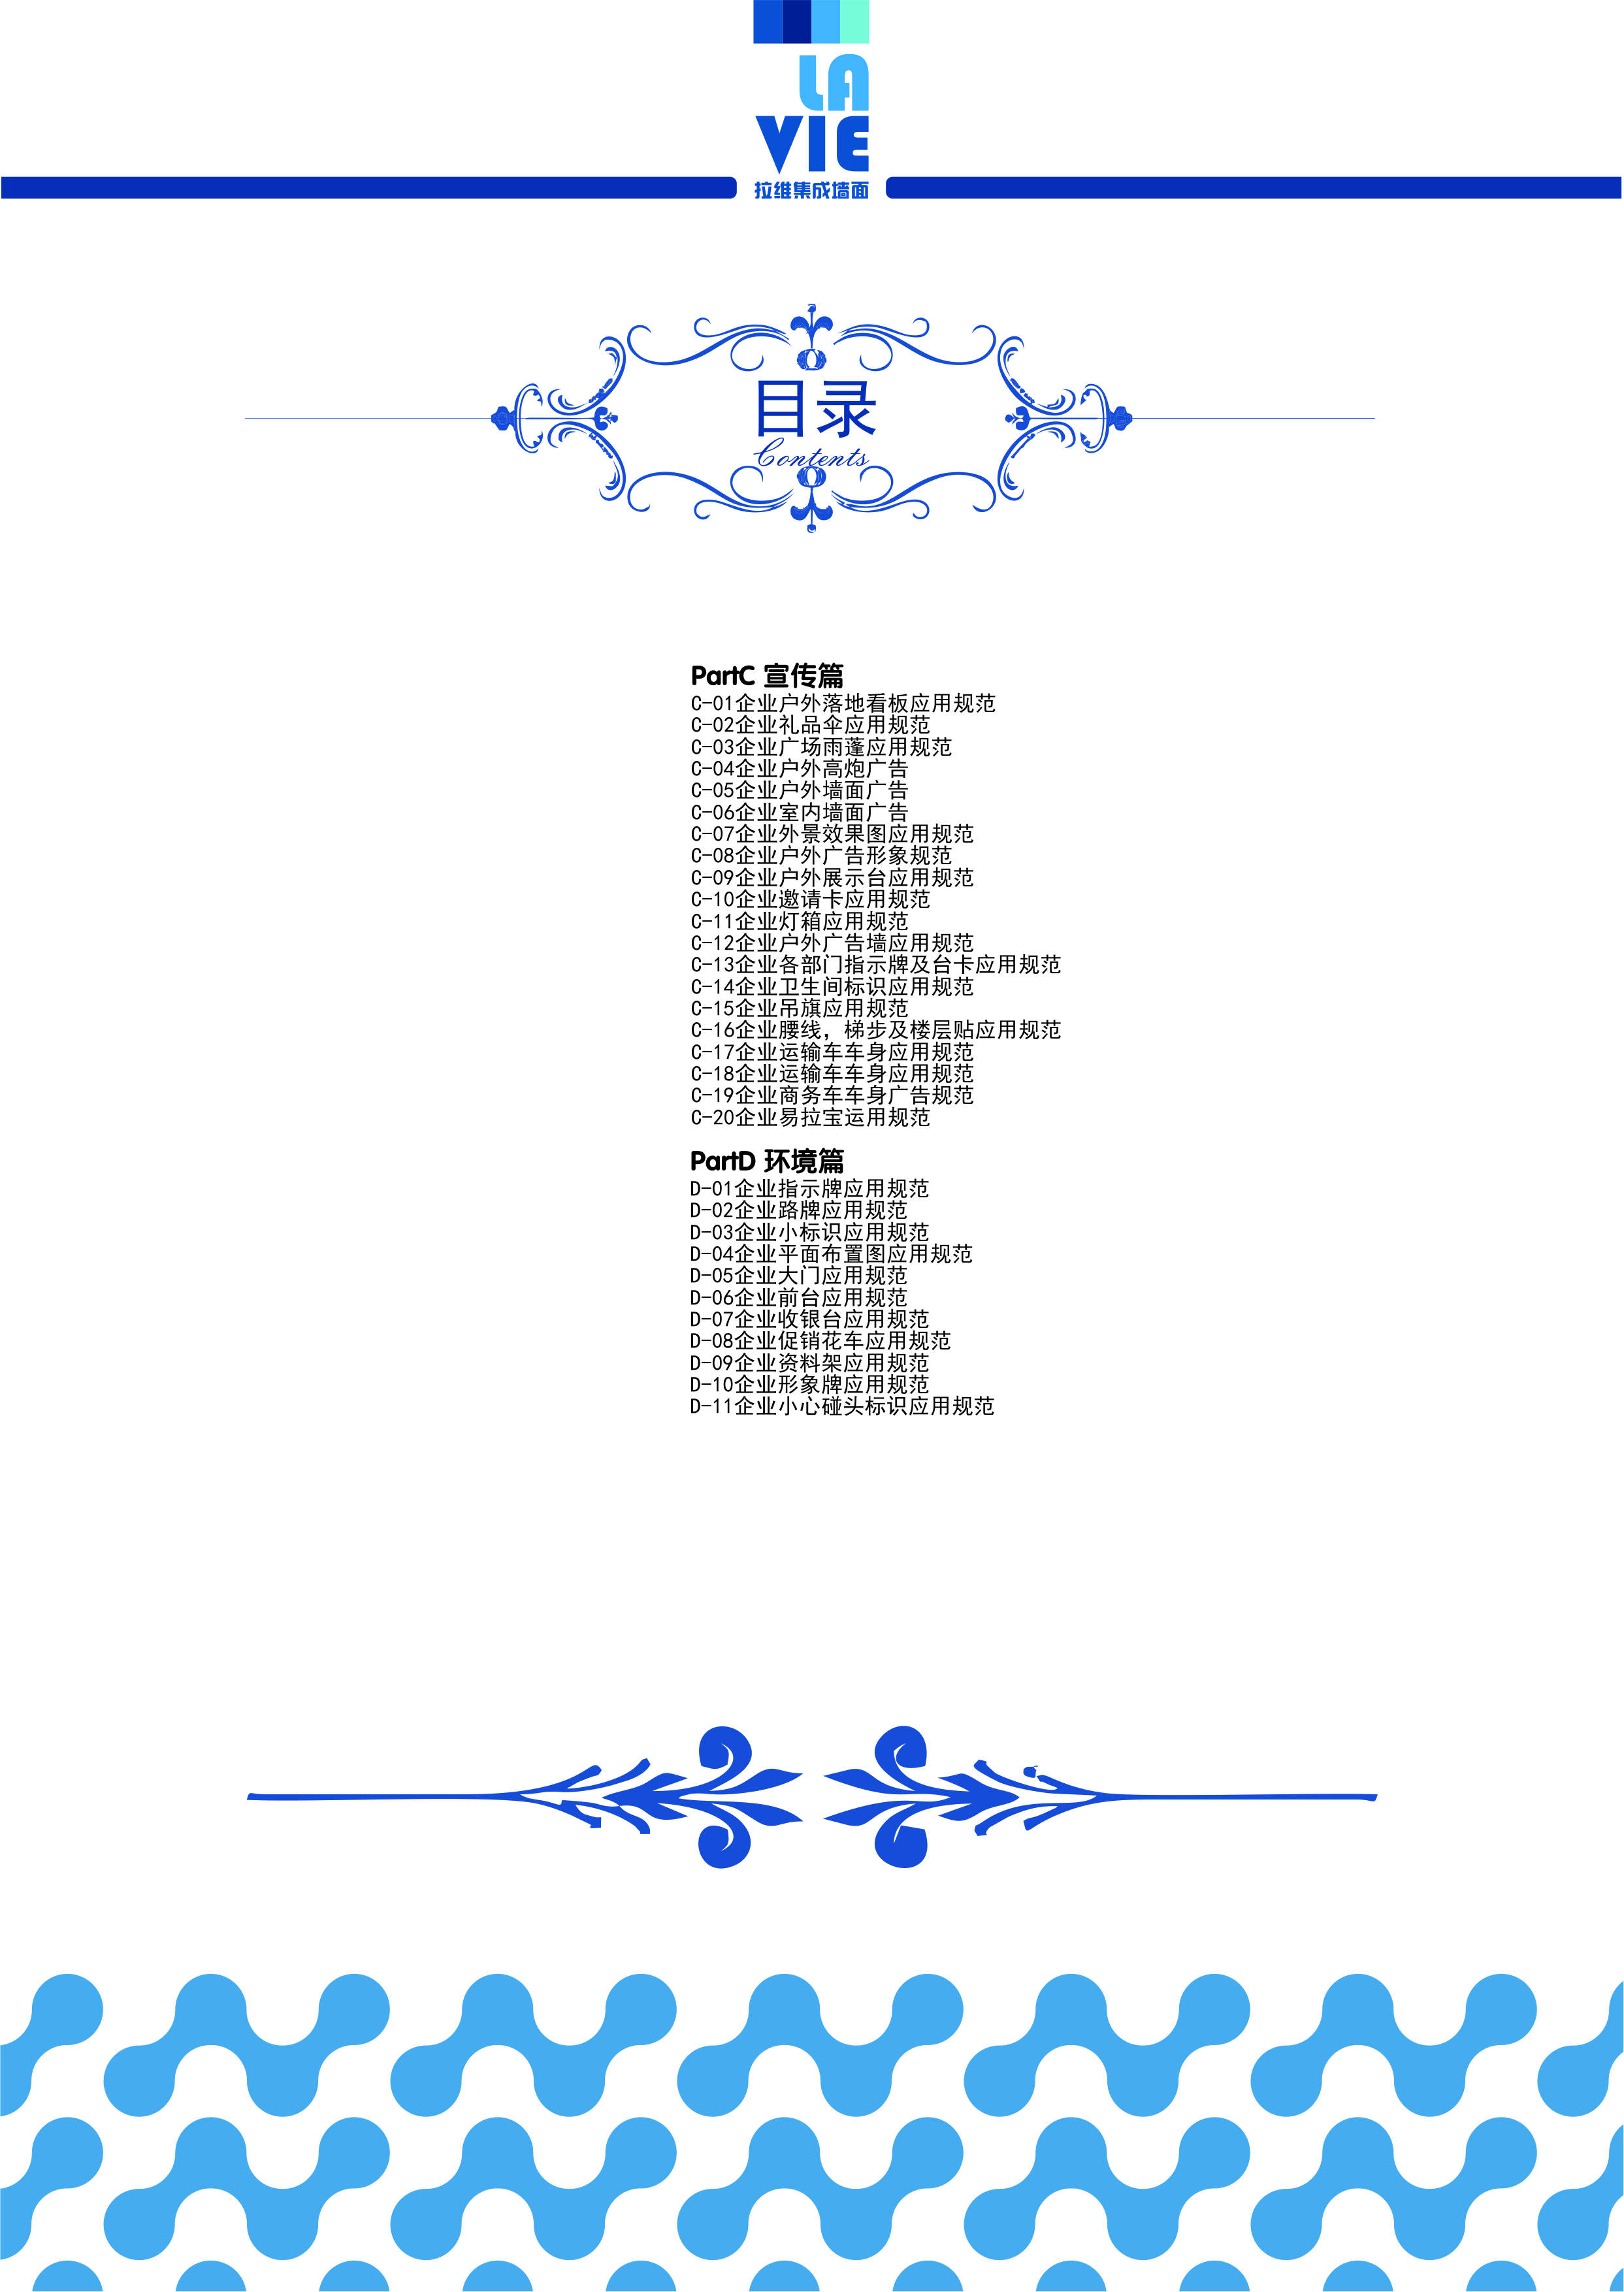 LA
VIE
拉维集成墙面
目录
Contents
PartC 宣传篇
C-01企业户外落地看板应用规范
C-02企业礼品伞应用规范
C-03企业广场雨蓬应用规范
C-04企业户外高炮广告
C-05企业户外墙面广告
C-06企业室内墙面广告
C-07企业外景效果图应用规范
C-08企业户外广告形象规范
C-09企业户外展示台应用规范
C-10企业邀请卡应用规范
C-11企业灯箱应用规范
C-12企业户外广告墙应用规范
C-13企业各部门指示牌及台卡应用规范
C-14企业卫生间标识应用规范
C-15企业吊旗应用规范
C-16企业腰线，梯步及楼层贴应用规范
C-17企业运输车车身应用规范
C-18企业运输车车身应用规范
C-19企业商务车车身广告规范
C-20企业易拉宝运用规范
PartD 环境篇
D-01企业指示牌应用规范
D-02企业路牌应用规范
D-03企业小标识应用规范
D-04企业平面布置图应用规范
D-05企业大门应用规范
D-06企业前台应用规范
D-07企业收银台应用规范
D-08企业促销花车应用规范
D-09企业资料架应用规范
D-10企业形象牌应用规范
D-11企业小心碰头标识应用规范